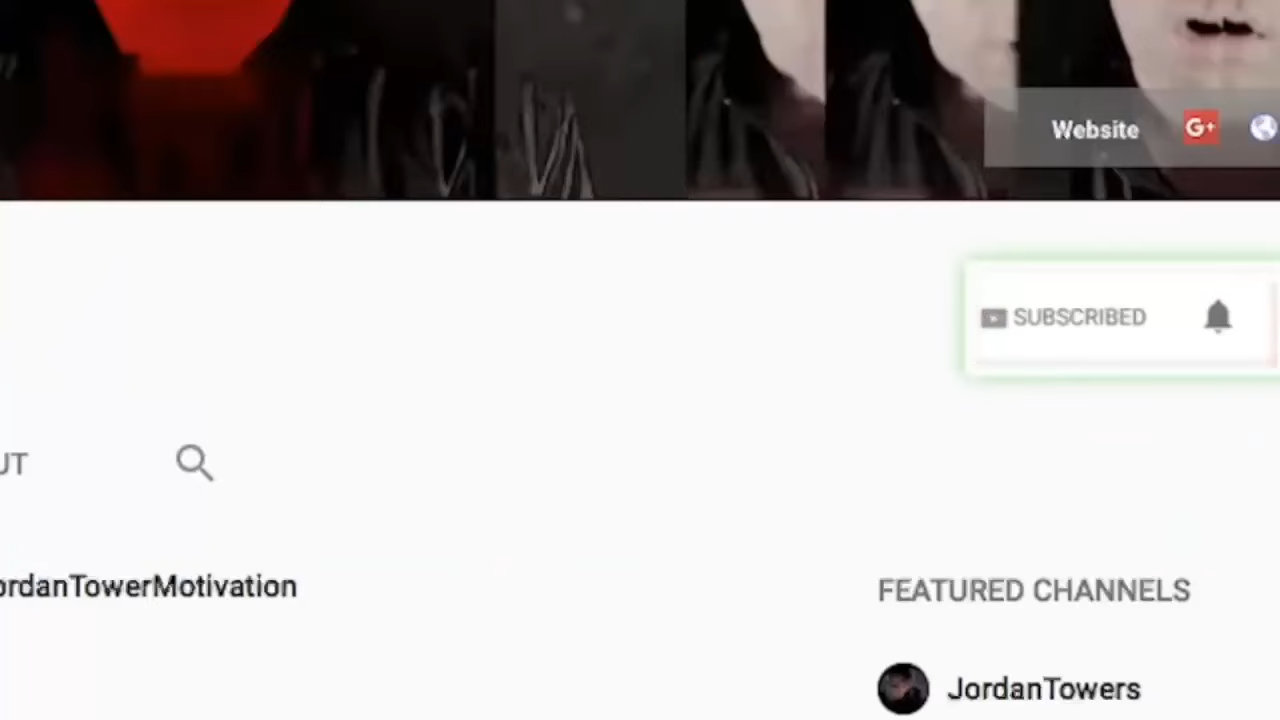 Website G+
SUBSCRIBED
UT
ordanTowerMotivation
FEATURED CHANNELS
JordanTowers